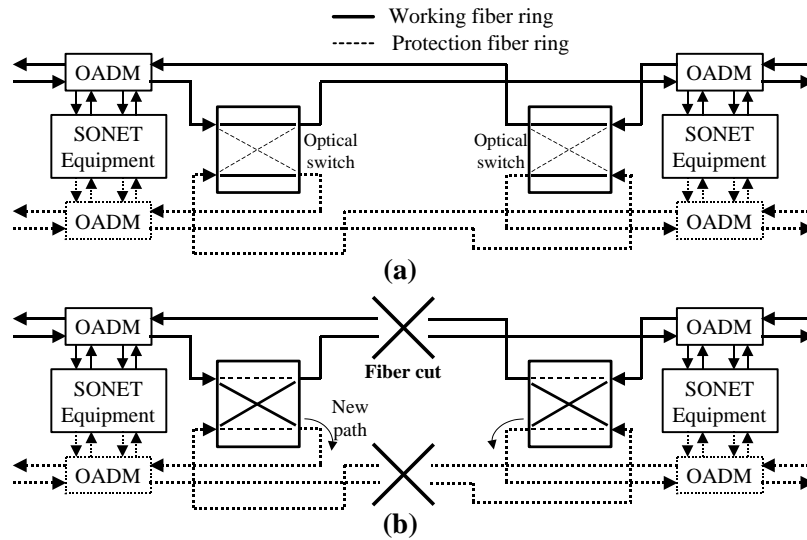 Working fiber ring
Protection fiber ring
OADM
OADM
SONET
Equipment
Optical
switch
Optical
switch
SONET
Equipment
OADM
OADM
(a)
OADM
OADM
Fiber cut
SONET
Equipment
New
path
SONET
Equipment
OADM
OADM
(b)